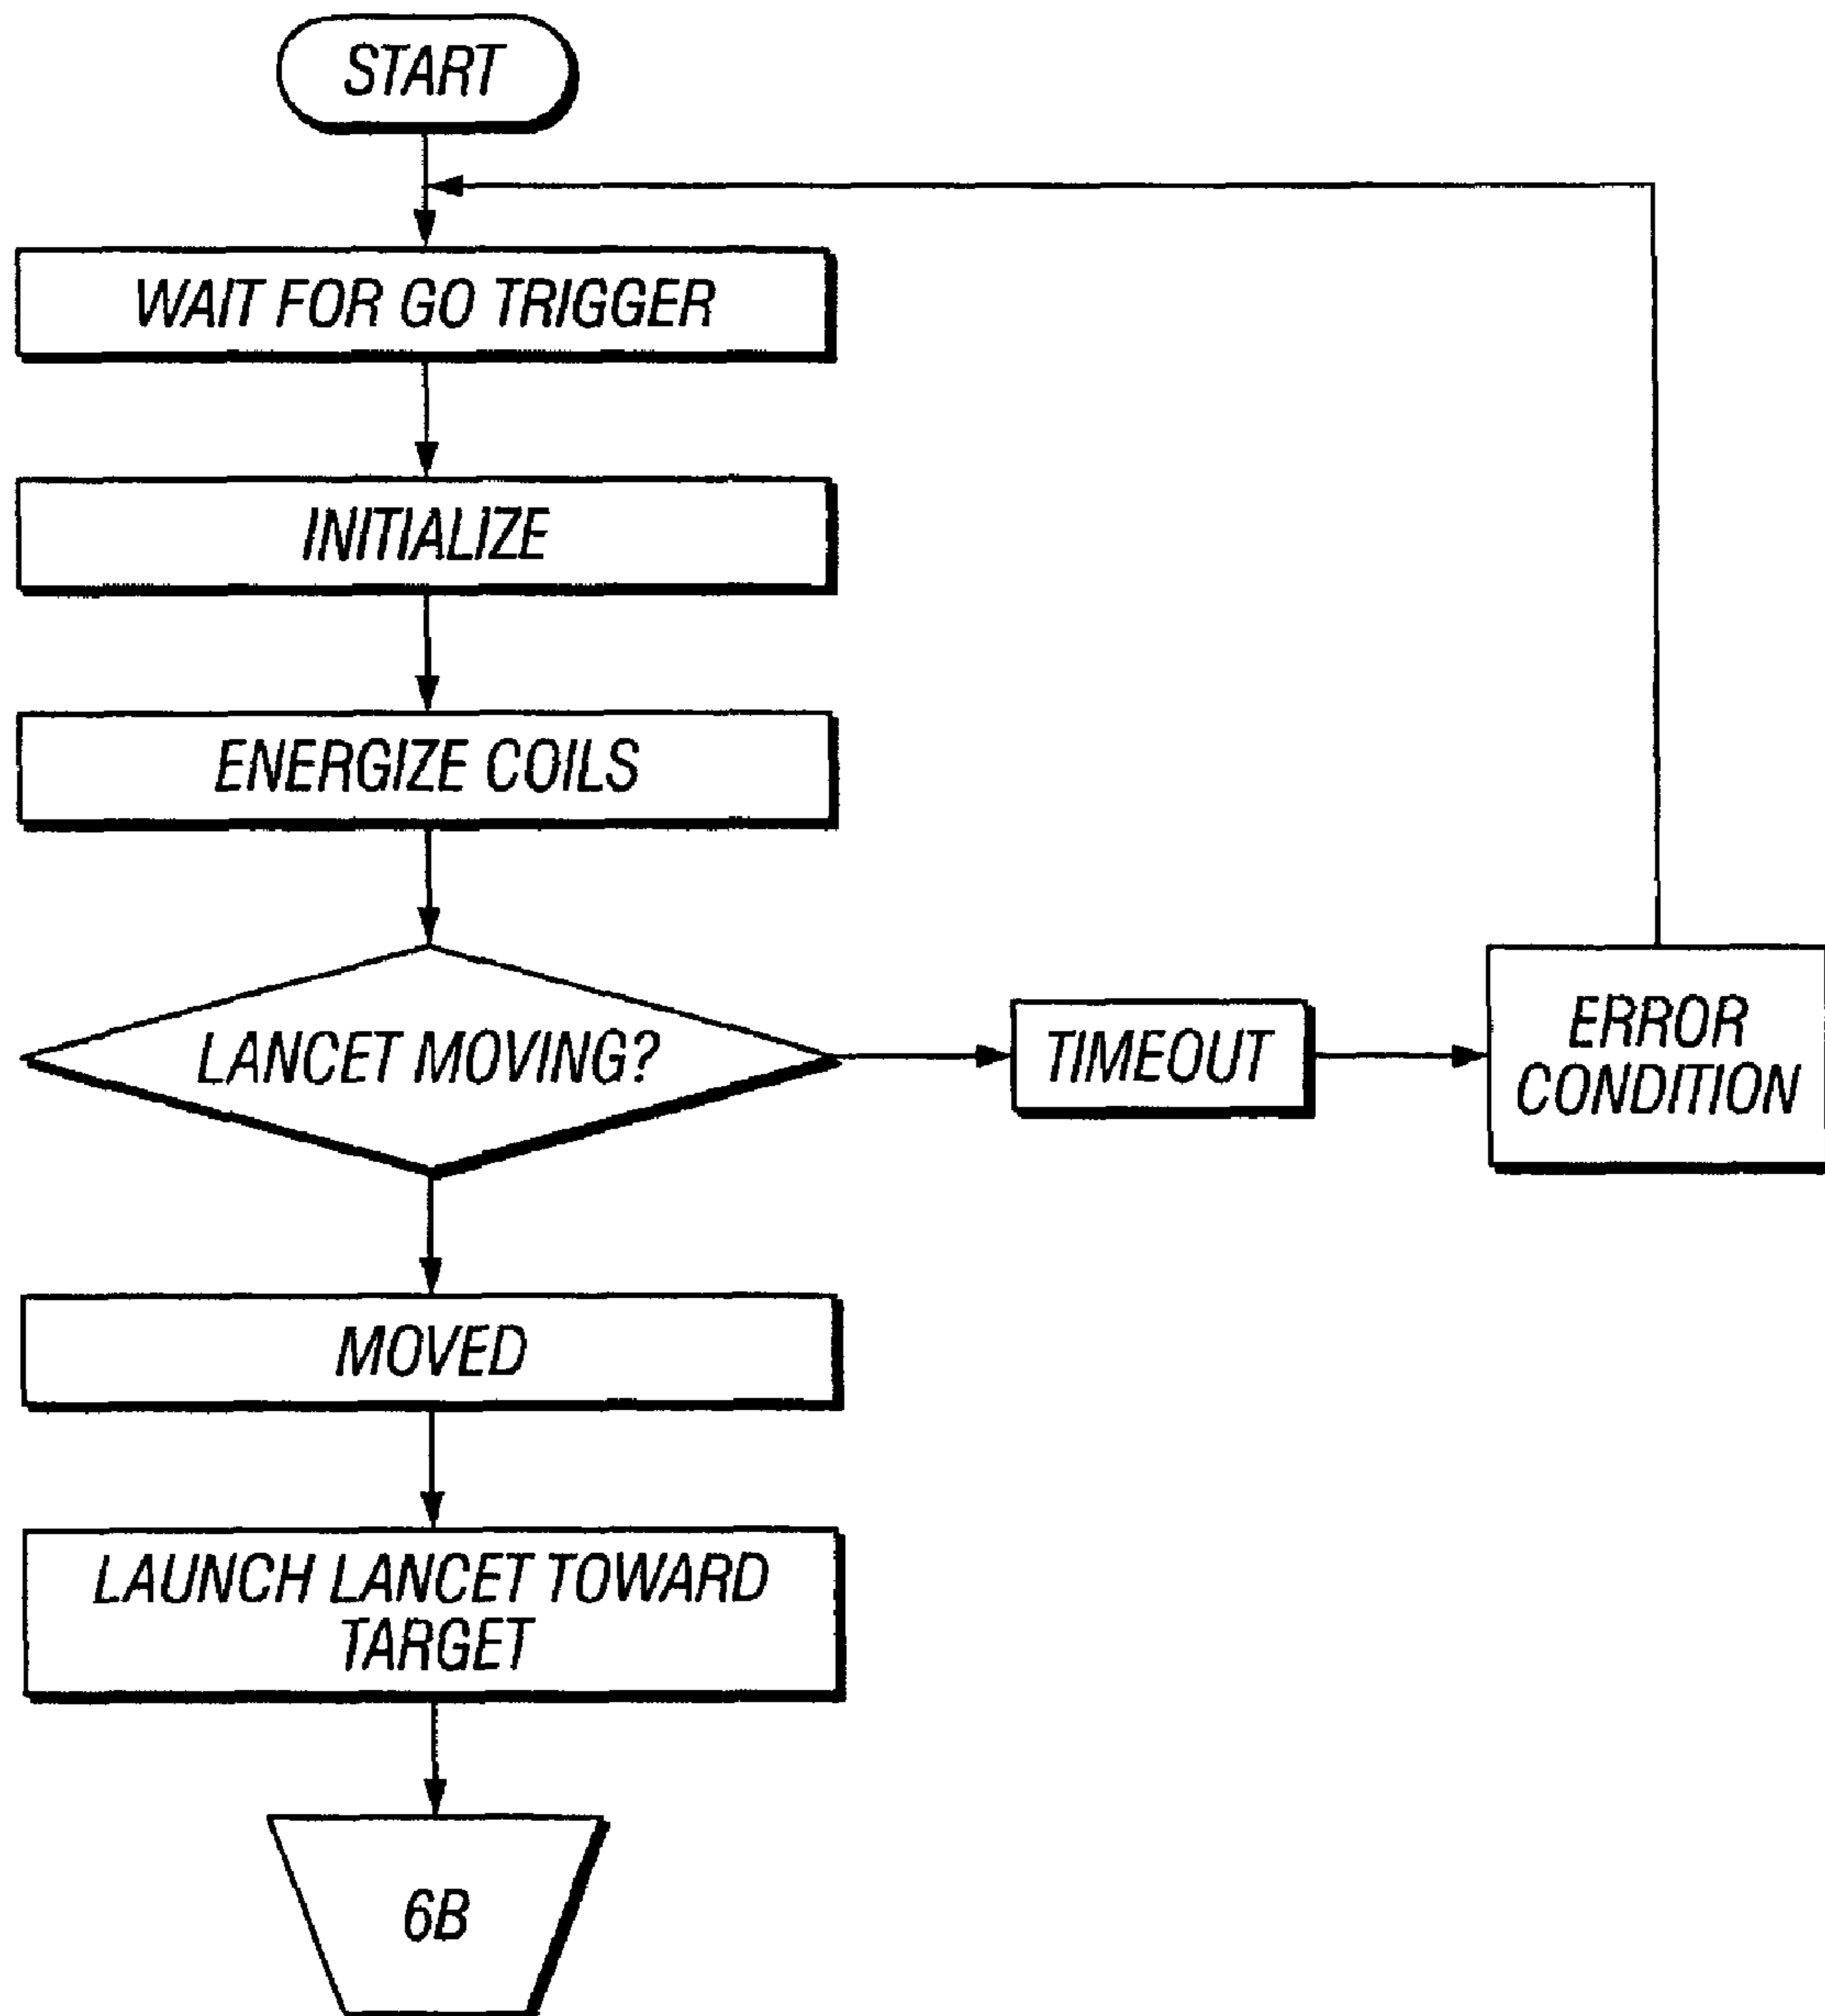 START
WAIT FOR GO TRIGGER
INITIALIZE
ENERGIZE COILS
LANCET MOVING?
TIMEOUT
ERROR
CONDITION
MOVED
LAUNCH LANCET TOWARD
TARGET
6B